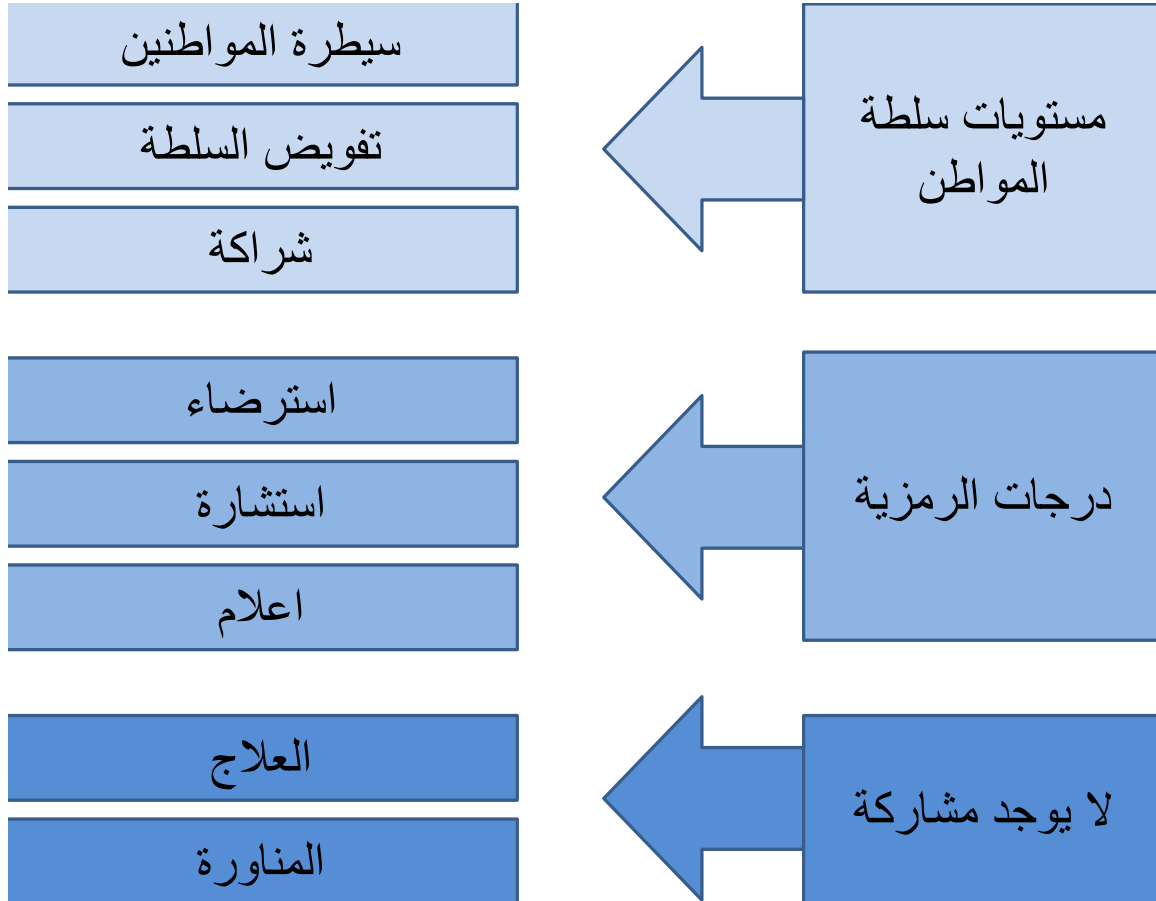 مستويات سلطة
المواطن
سيطرة المواطنين
تفويض السلطة
شراكة
درجات الرمزية
استرضاء
استشارة
اعلام
لا يوجد مشاركة
العلاج
المناورة